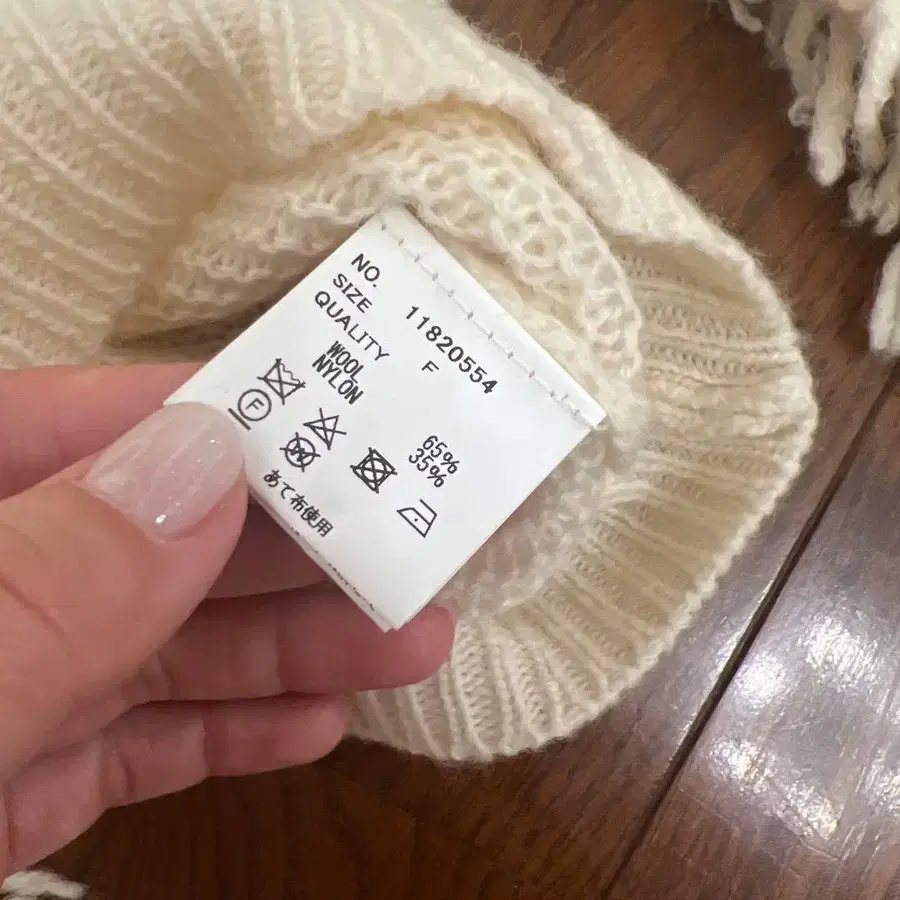 NO. 11820554
SIZE F
QUALITY
WOOL 65%
NYLON 35%
F
W
あて布使用